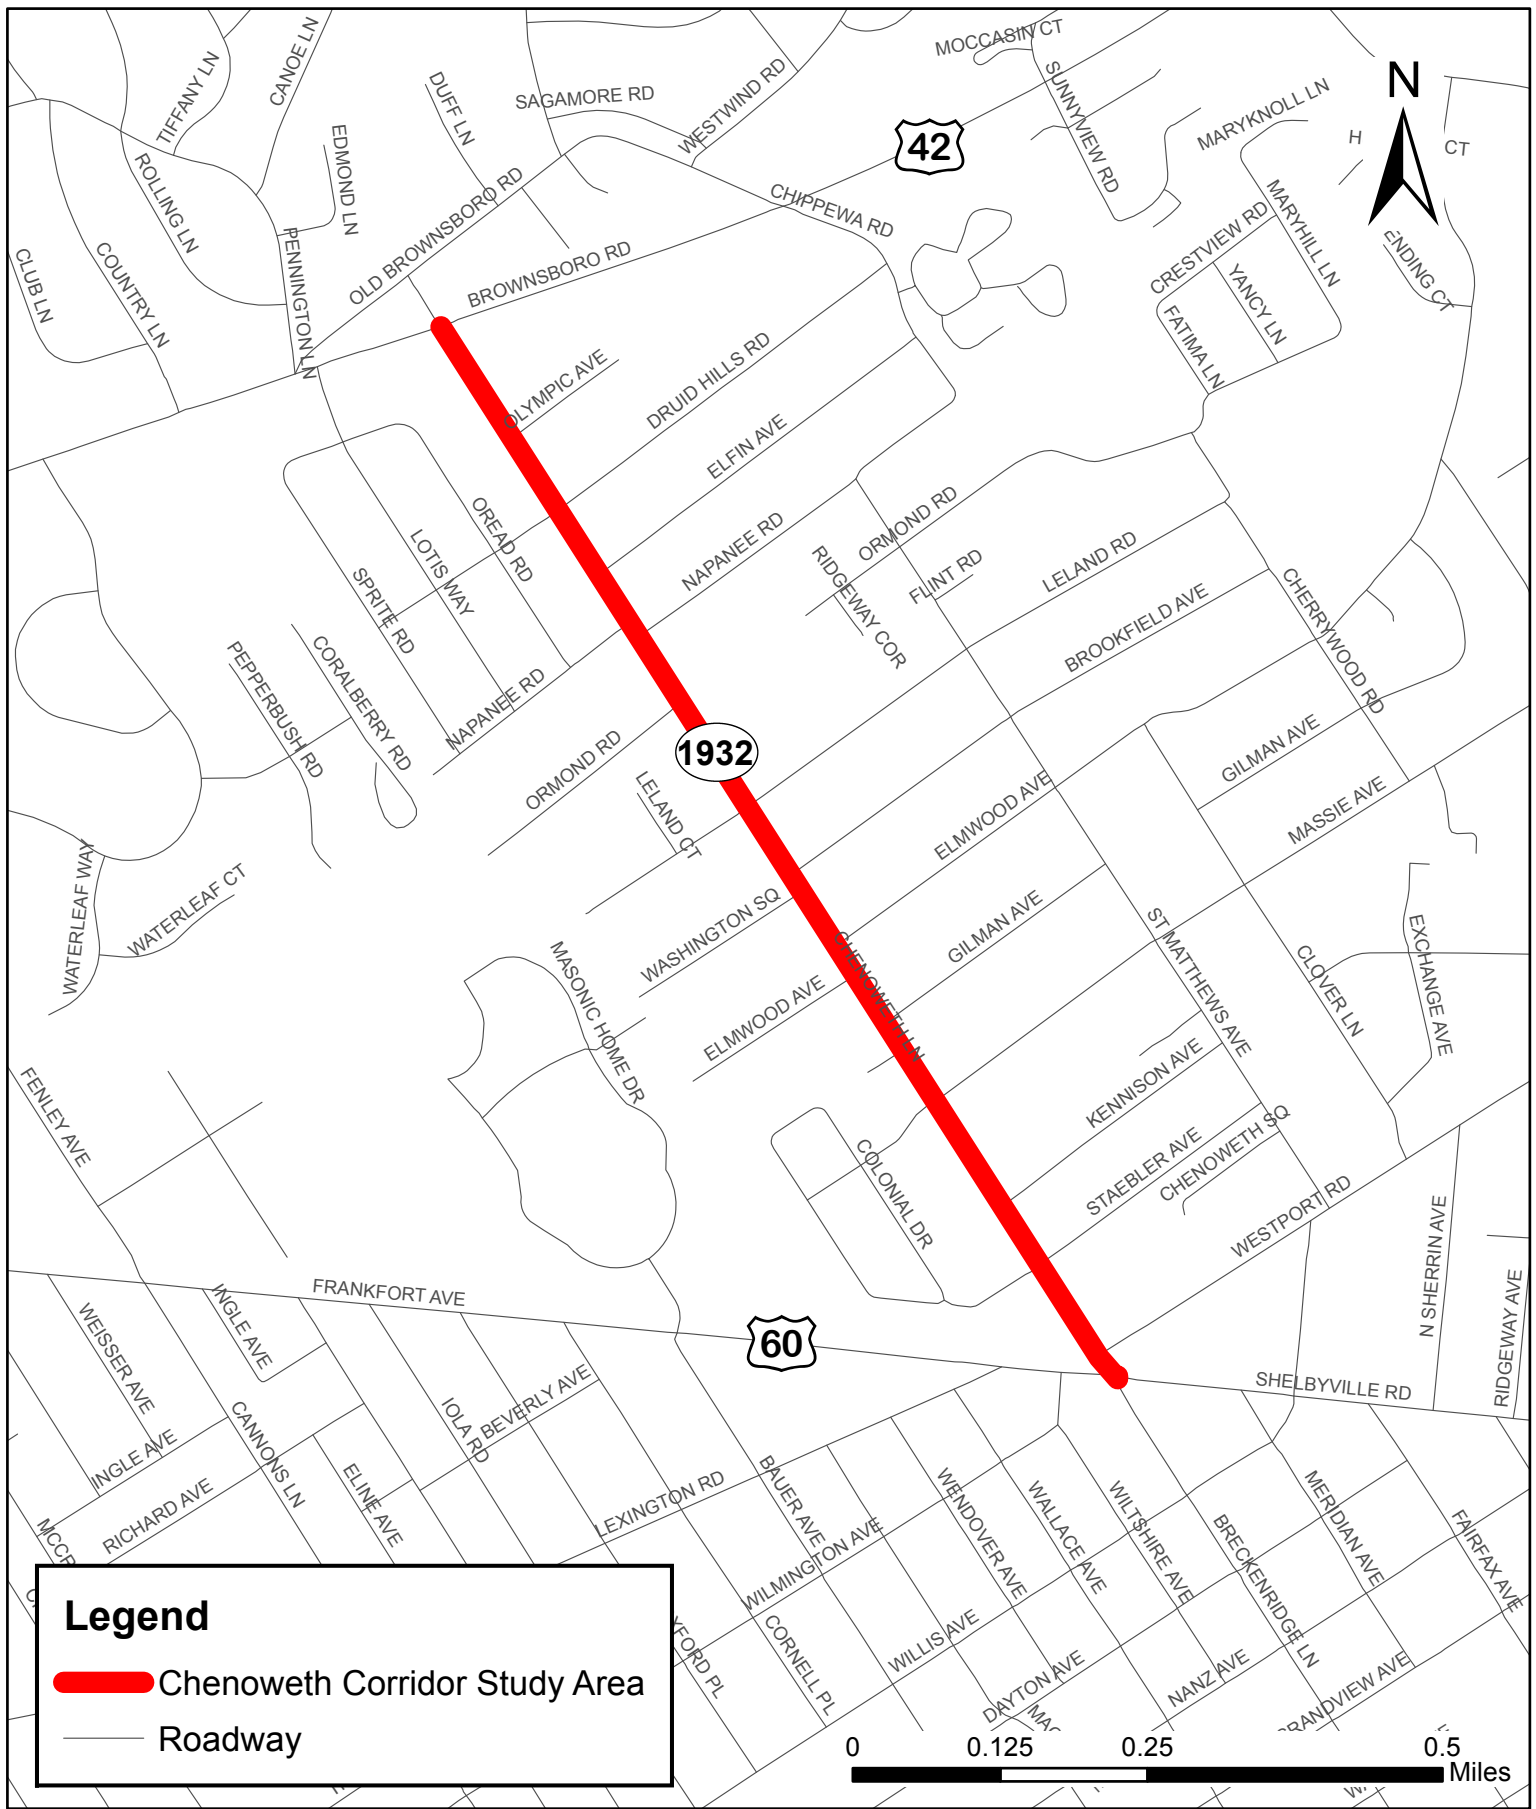 MOCCASIN CT
CANOE LN
TIFFANY LN
DUFF LN
SAGAMORE RD
WESTWIND RD
SUNNYVIEW RD
MARYKNOLL LN
N
H
CT
42
EDMOND LN
ROLLING LN
OLD BROWNSBORO RD
CHIPPEWA RD
MARYHILL LN
CRESTVIEW RD
ENDING CT
CLUB LN
COUNTRY LN
PENNINGTON LN
BROWNSBORO RD
YANCY LN
FATIMA LN
OLYMPIC AVE
DRUID HILLS RD
ELFIN AVE
OREAD RD
LOTIS WAY
SPRITE RD
NAPANEE RD
RIDGEWAY COR
ORMOND RD
FLINT RD
LELAND RD
BROOKFIELD AVE
CHERRYWOOD RD
PEPPERBUSH RD
CORALBERRY RD
NAPANEE RD
ORMOND RD
1932
LELAND CT
GILMAN AVE
MASSIE AVE
ELMWOOD AVE
WATERLEAF WAY
WATERLEAF CT
WASHINGTON SQ
GILMAN AVE
CHENOWETH LN
ELMWOOD AVE
MASONIC HOME DR
ST MATTHEWS AVE
CLOVER LN
EXCHANGE AVE
FENLEY AVE
KENNISON AVE
STAEBLER AVE
CHENOWETH SQ
COLONIAL DR
WESTPORT RD
N SHERRIN AVE
RIDGEWAY AVE
FRANKFORT AVE
60
SHELBYVILLE RD
WEISSER AVE
INGLE AVE
IOLA RD
BEVERLY AVE
CANNONS LN
INGLE AVE
RICHARD AVE
ELINE AVE
LEXINGTON RD
BAUER AVE
WILMINGTON AVE
WENDOVER AVE
WALLACE AVE
WILTSHIRE AVE
BRECKENRIDGE LN
MERIDIAN AVE
FAIRFAX AVE
MCCR
XFORD PL
CORNELL PL
WILLIS AVE
DAYTON AVE
NANZ AVE
RANDVIEW AVE
MAC
Legend
Chenoweth Corridor Study Area
Roadway
0 0.125 0.25 0.5
Miles